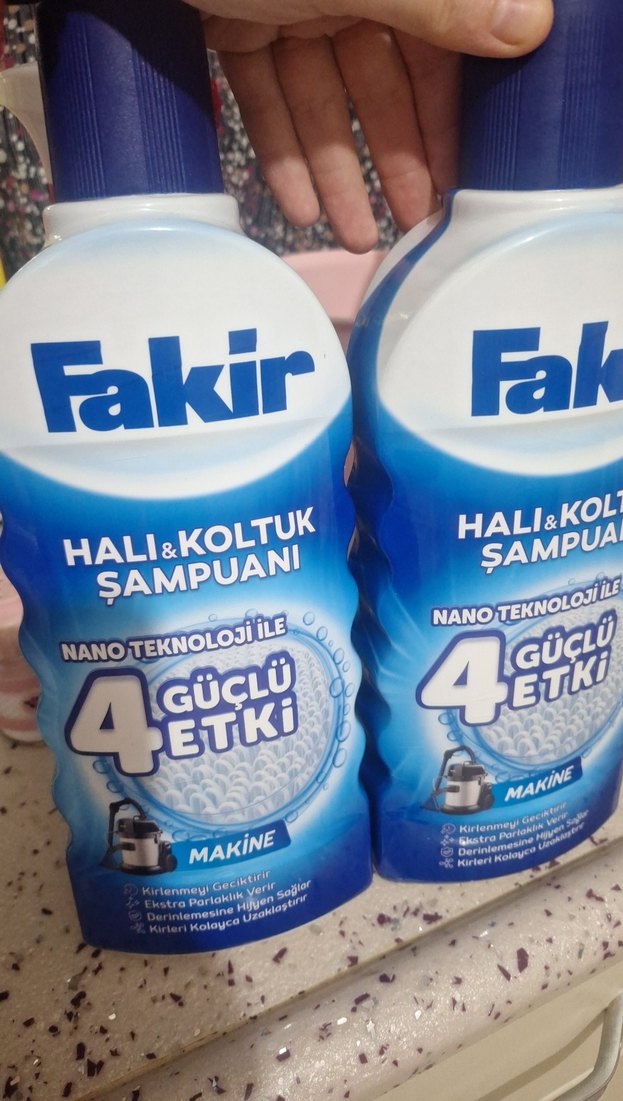 Fakir
HALI & KOLTUK
ŞAMPUANI
NANO TEKNOLOJİ İLE
4 GÜÇLÜ
ETKİ
MAKİNE
Kirlenmeyi Geciktirir
Ekstra Parlaklık Verir
Derinlemesine Hijyen Sağlar
Kirleri Kolayca Uzaklaştırır
Fak
HALI & KOLT
ŞAMPUA
NANO TEKNOLOJİ İLE
4 GÜÇLÜ
ETKİ
MAKİNE
Kirlenmeyi Geciktirir
Ekstra Parlaklık Verir
Derinlemesine Hijyen Sağlar
Kirleri Kolayca Uzaklaştırır